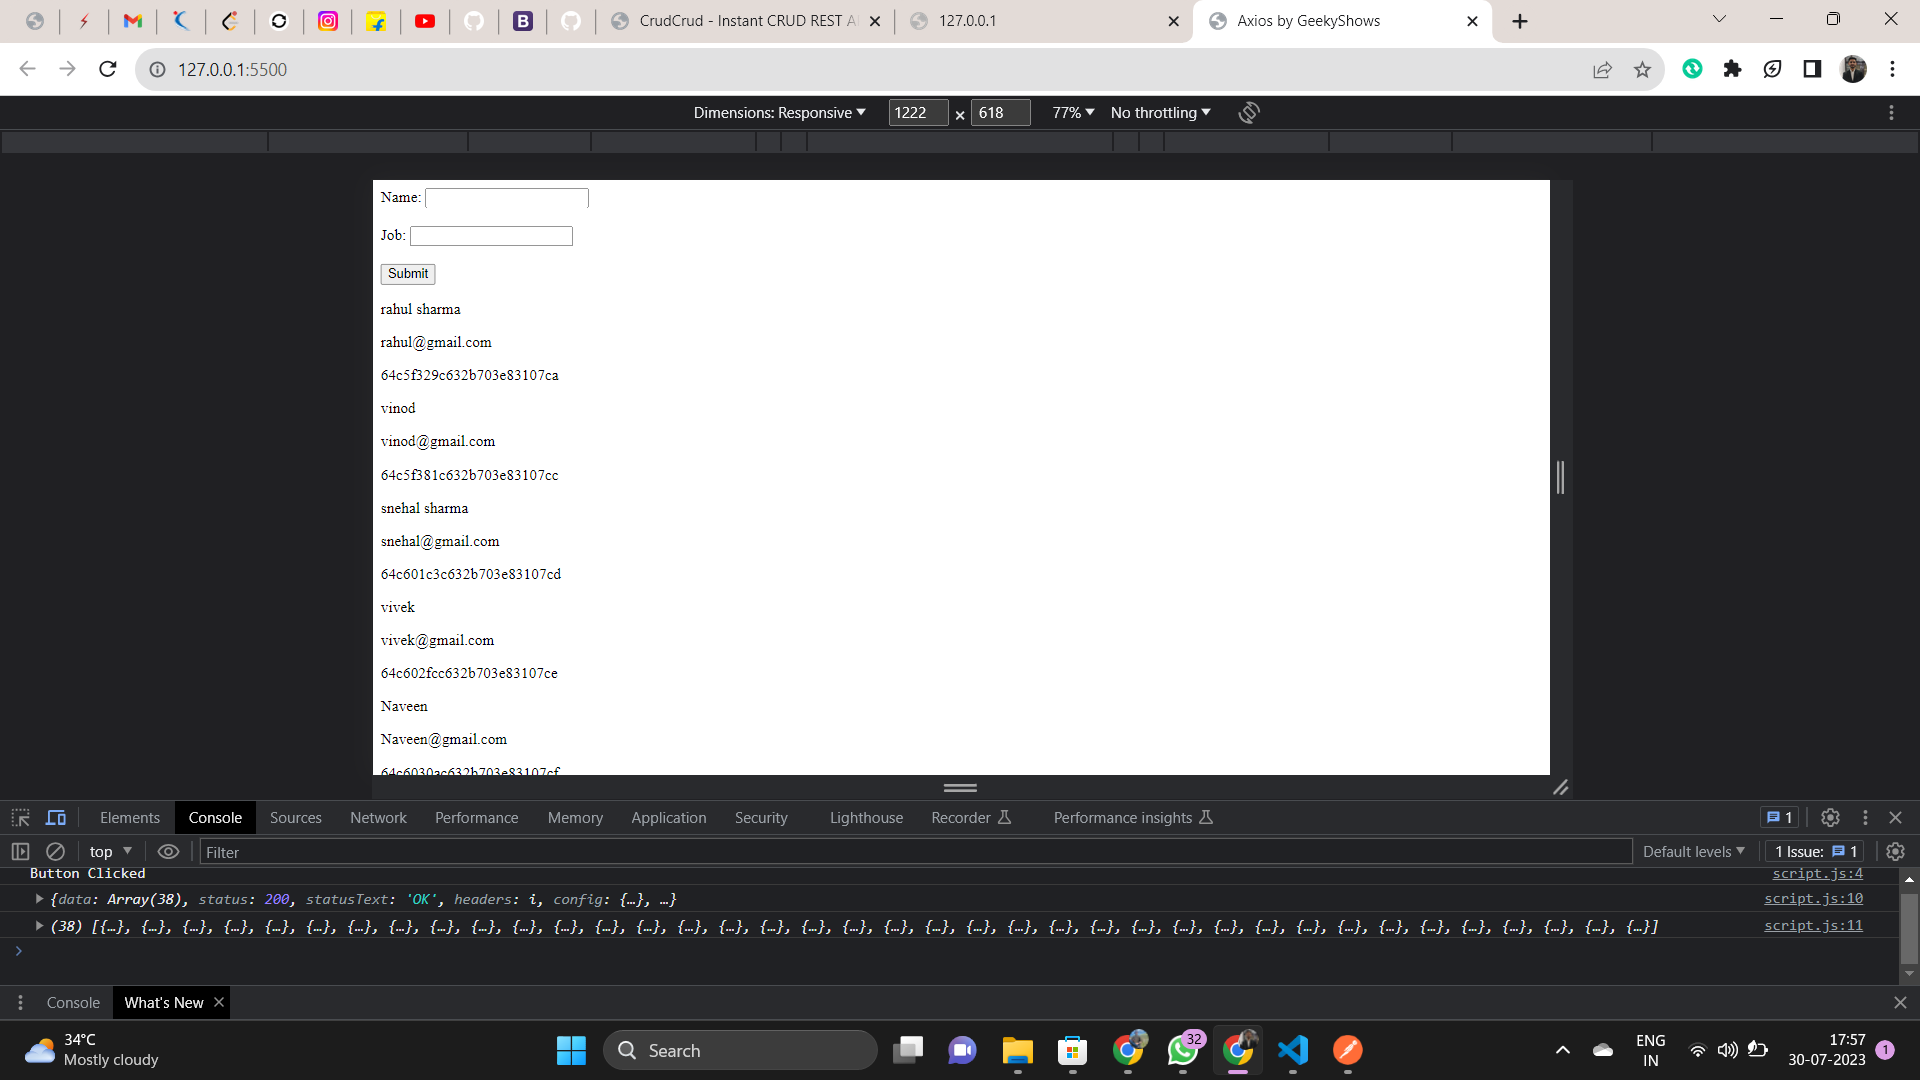 CrudCrud - Instant CRUD REST A
127.0.0.1
Axios by GeekyShows
127.0.0.1:5500
Dimensions: Responsive 1222 × 618 77% No throttling
Name:
Job:
Submit
rahul sharma
rahul@gmail.com
64c5f329c632b703e83107ca
vinod
vinod@gmail.com
64c5f381c632b703e83107cc
snehal sharma
snehal@gmail.com
64c601c3c632b703e83107cd
vivek
vivek@gmail.com
64c602fcc632b703e83107ce
Naveen
Naveen@gmail.com
64c6030ac632b703e83107cf
Elements Console Sources Network Performance Memory Application Security Lighthouse Recorder Performance insights 1
top Filter Default levels 1 Issue: 1
Button Clicked script.js:4
{data: Array(38), status: 200, statusText: 'OK', headers: i, config: {…}, …} script.js:10
(38) [{…}, {…}, {…}, {…}, {…}, {…}, {…}, {…}, {…}, {…}, {…}, {…}, {…}, {…}, {…}, {…}, {…}, {…}, {…}, {…}, {…}, {…}, {…}, {…}, {…}, {…}, {…}, {…}, {…}, {…}, {…}, {…}, {…}, {…}, {…}, {…}, {…}, {…}] script.js:11
Console What's New
34°C
Mostly cloudy
Search
32
ENG
IN
17:57
30-07-2023
1